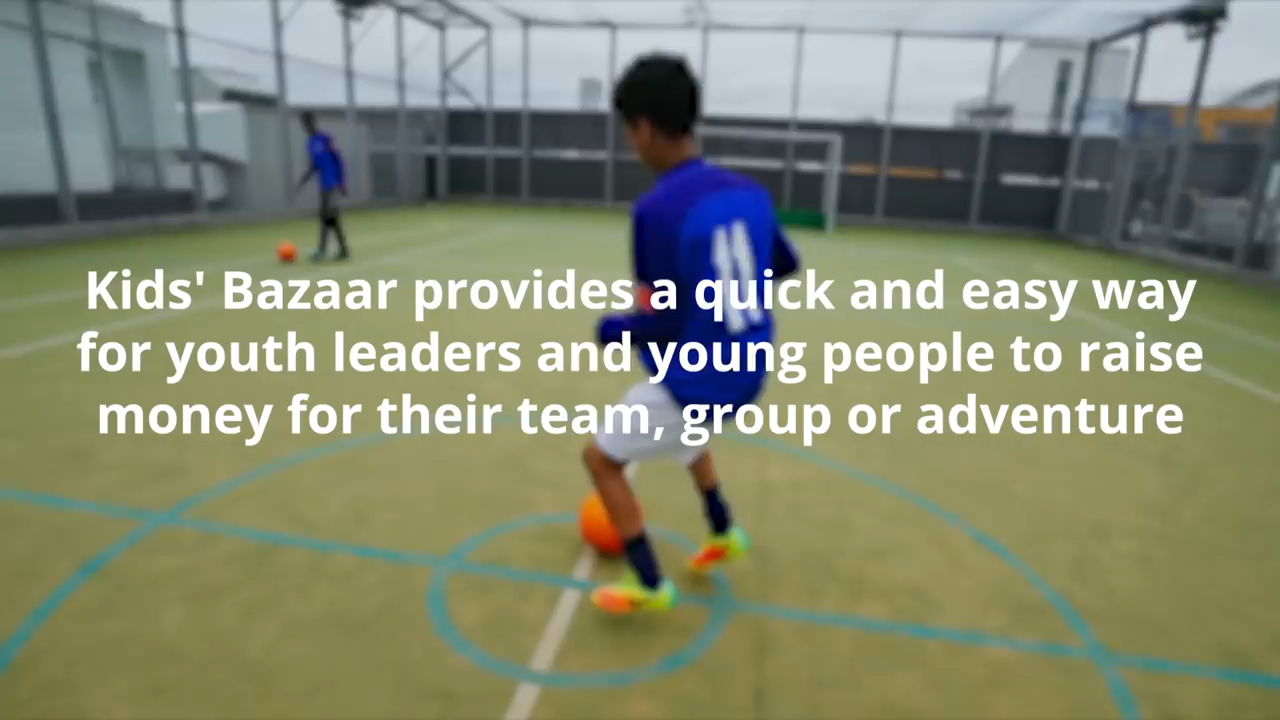 Kids' Bazaar provides a quick and easy way
for youth leaders and young people to raise
money for their team, group or adventure
11